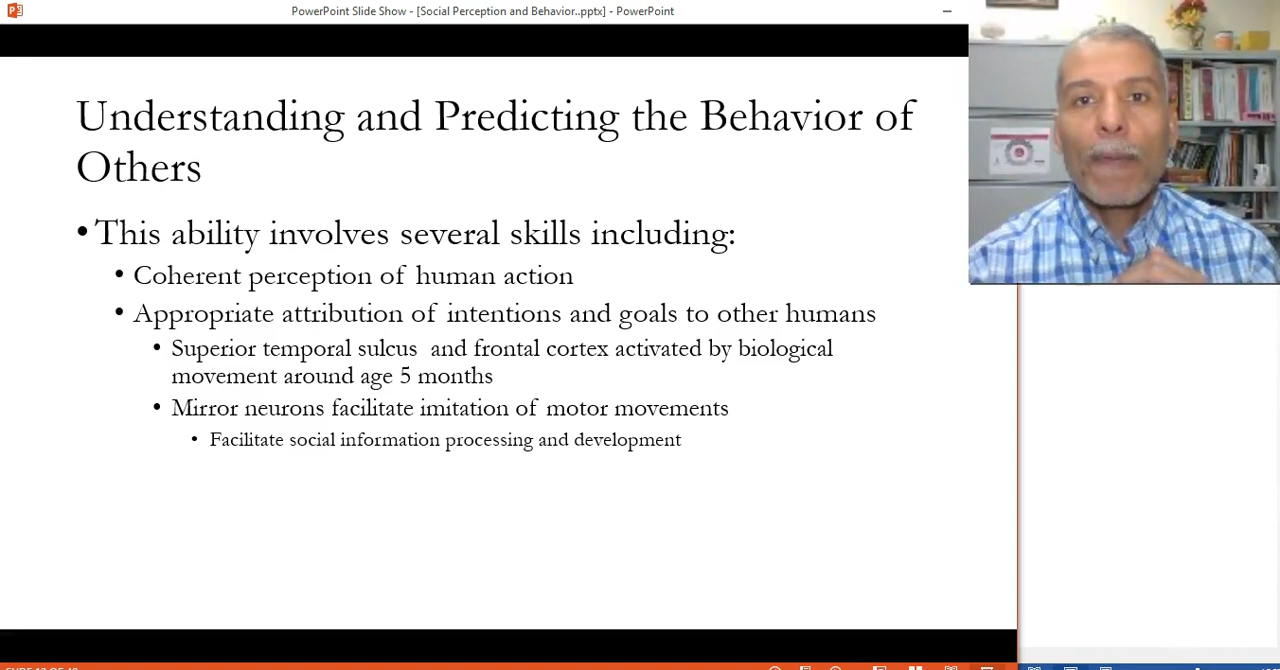 PowerPoint Slide Show - [Social Perception and Behavior..pptx] - PowerPoint
Understanding and Predicting the Behavior of
Others
• This ability involves several skills including:
• Coherent perception of human action
• Appropriate attribution of intentions and goals to other humans
• Superior temporal sulcus and frontal cortex activated by biological
movement around age 5 months
• Mirror neurons facilitate imitation of motor movements
• Facilitate social information processing and development